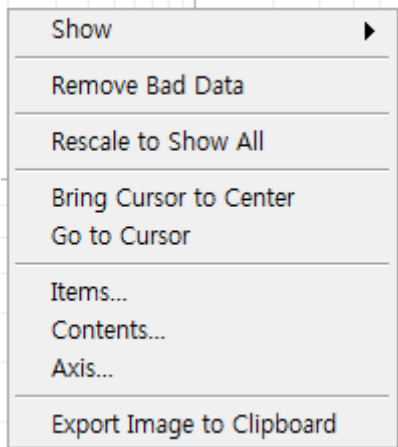 Show
Remove Bad Data
Rescale to Show All
Bring Cursor to Center
Go to Cursor
Items...
Contents...
Axis...
Export Image to Clipboard